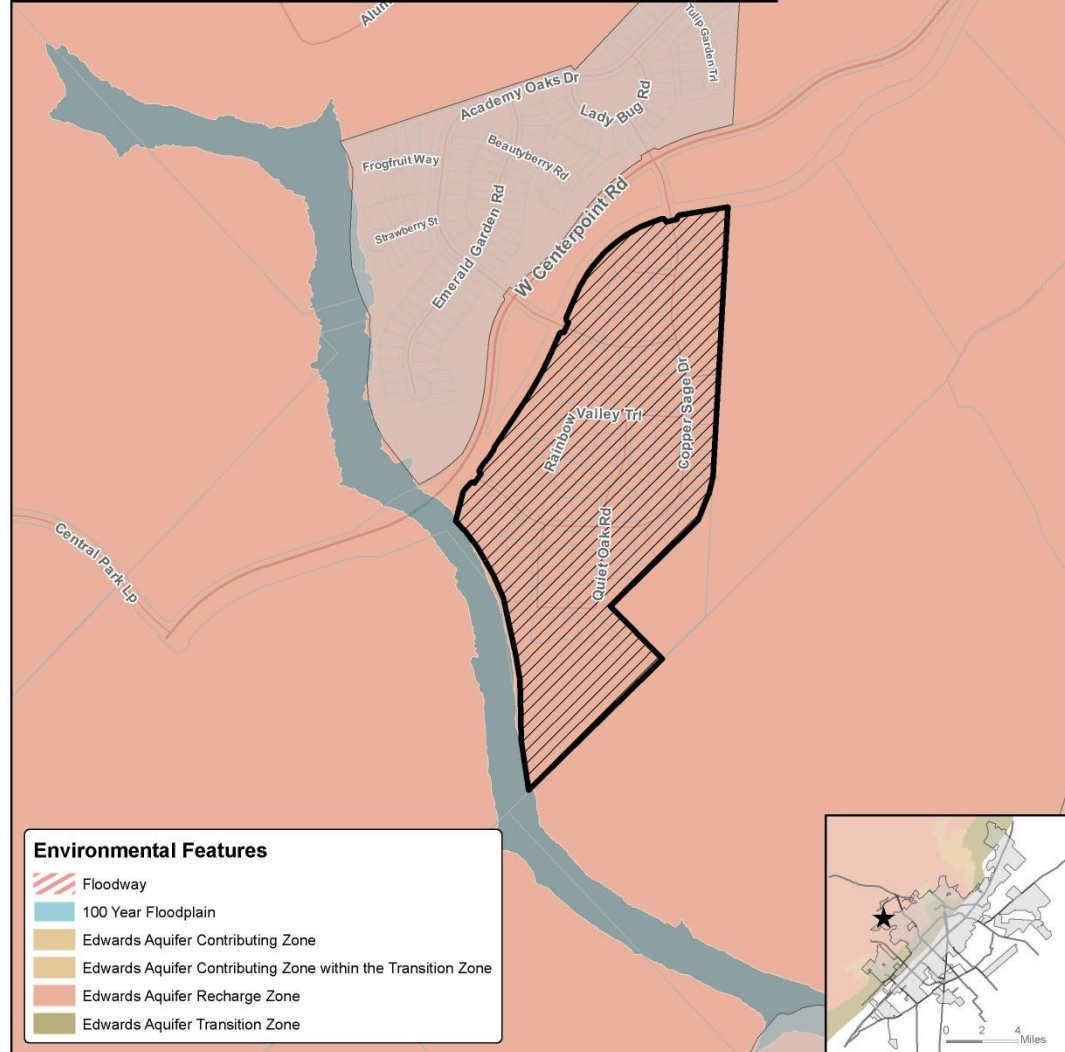 Alum
Tulip Garden Trl
Academy Oaks Dr
Lady Bug Rd
Frogfruit Way
Beautyberry Rd
Strawberry St
Emerald Garden Rd
W Centerpoint Rd
Rainbow Valley Trl
Copper Sage Dr
Quiet Oak Rd
Central Park Lp
Environmental Features
Floodway
100 Year Floodplain
Edwards Aquifer Contributing Zone
Edwards Aquifer Contributing Zone within the Transition Zone
Edwards Aquifer Recharge Zone
Edwards Aquifer Transition Zone
0 2 4
Miles